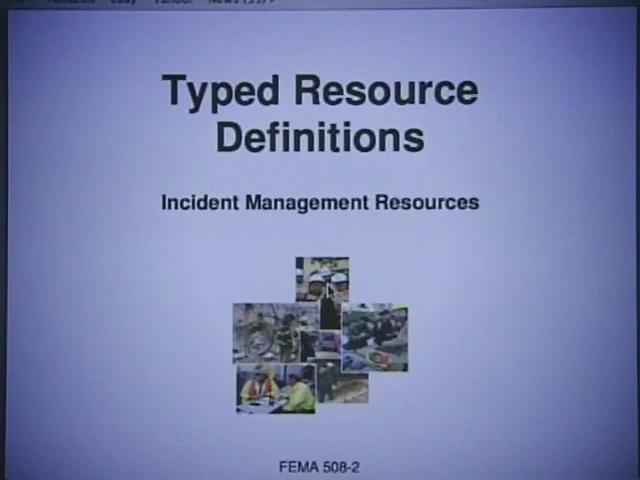 Typed Resource
Definitions
Incident Management Resources
FEMA 508-2